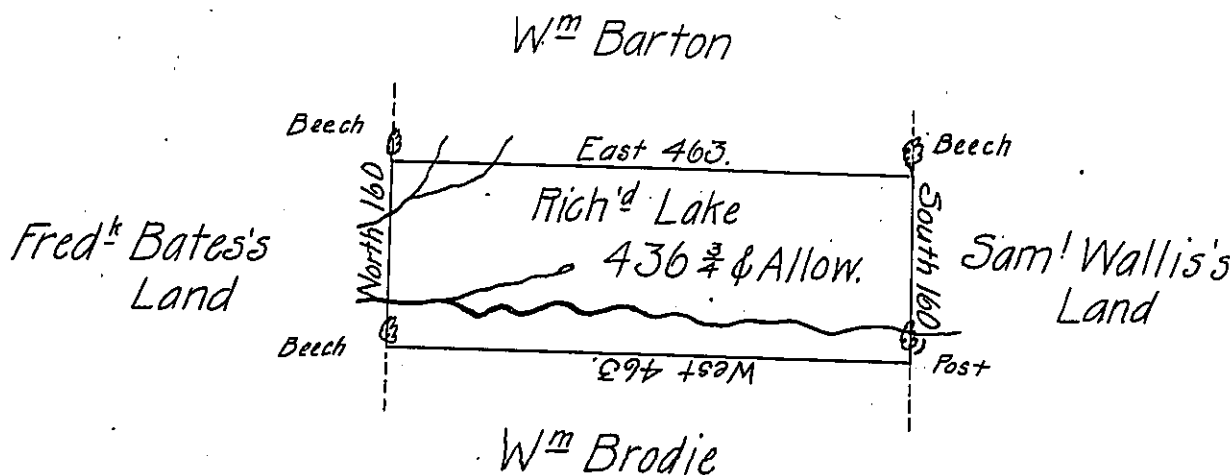 Wm Barton
Beech
Beech
East 463.
North 160
Rich'd Lake
South 160
Fred k Bates's
Land
436 ¾ & Allow.
Sam l Wallis's
Land
Beech
West 463.
Post
Wm Brodie